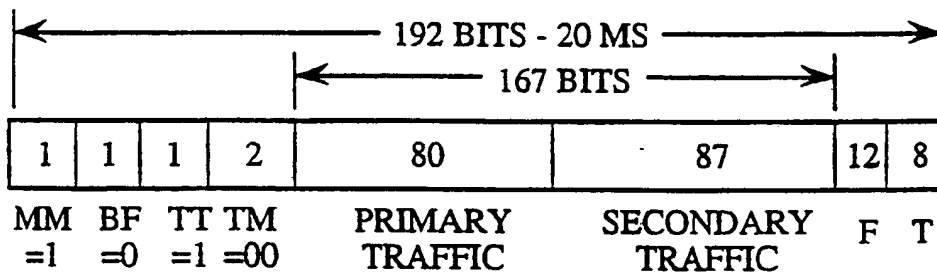 192 BITS - 20 MS
167 BITS
1 1 1 2 80 87 12 8
MM BF TT TM PRIMARY SECONDARY F T
=1 =0 =1 =00 TRAFFIC TRAFFIC